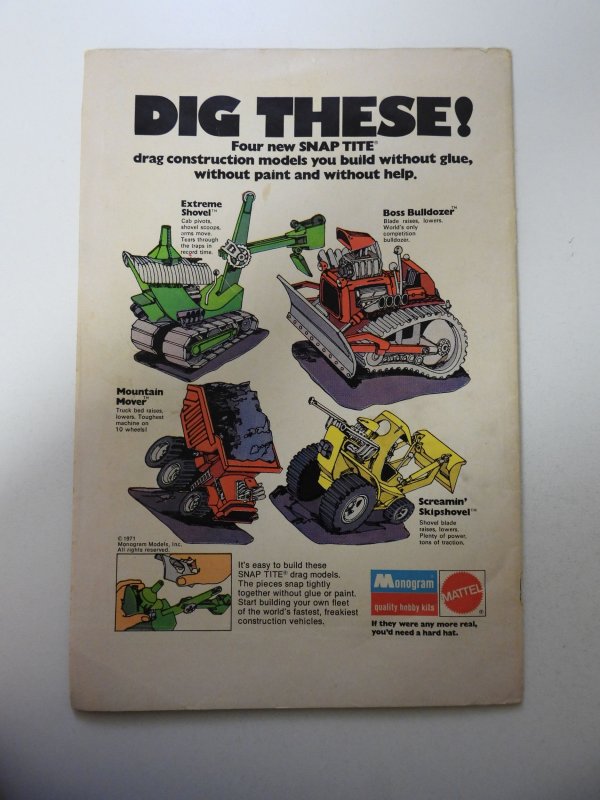 DIG THESE!
Four new SNAP TITE®
drag construction models you build without glue,
without paint and without help.
Extreme
Shovel™
Cab pivots,
shovel scoops,
arms move.
Tears through
the traps in
record time.
Boss Bulldozer™
Blade raises, lowers.
World's only
competition
bulldozer.
Mountain
Mover™
Truck bed raises,
lowers. Toughest
machine on
10 wheels!
Screamin'
Skipshovel™
Shovel blade
raises, lowers.
Plenty of power,
tons of traction.
© 1971
Monogram Models, Inc.
All rights reserved.
It's easy to build these
SNAP TITE® drag models.
The pieces snap tightly
together without glue or paint.
Start building your own fleet
of the world's fastest, freakiest
construction vehicles.
Monogram
quality hobby kits
MATTEL
®
If they were any more real,
you'd need a hard hat.